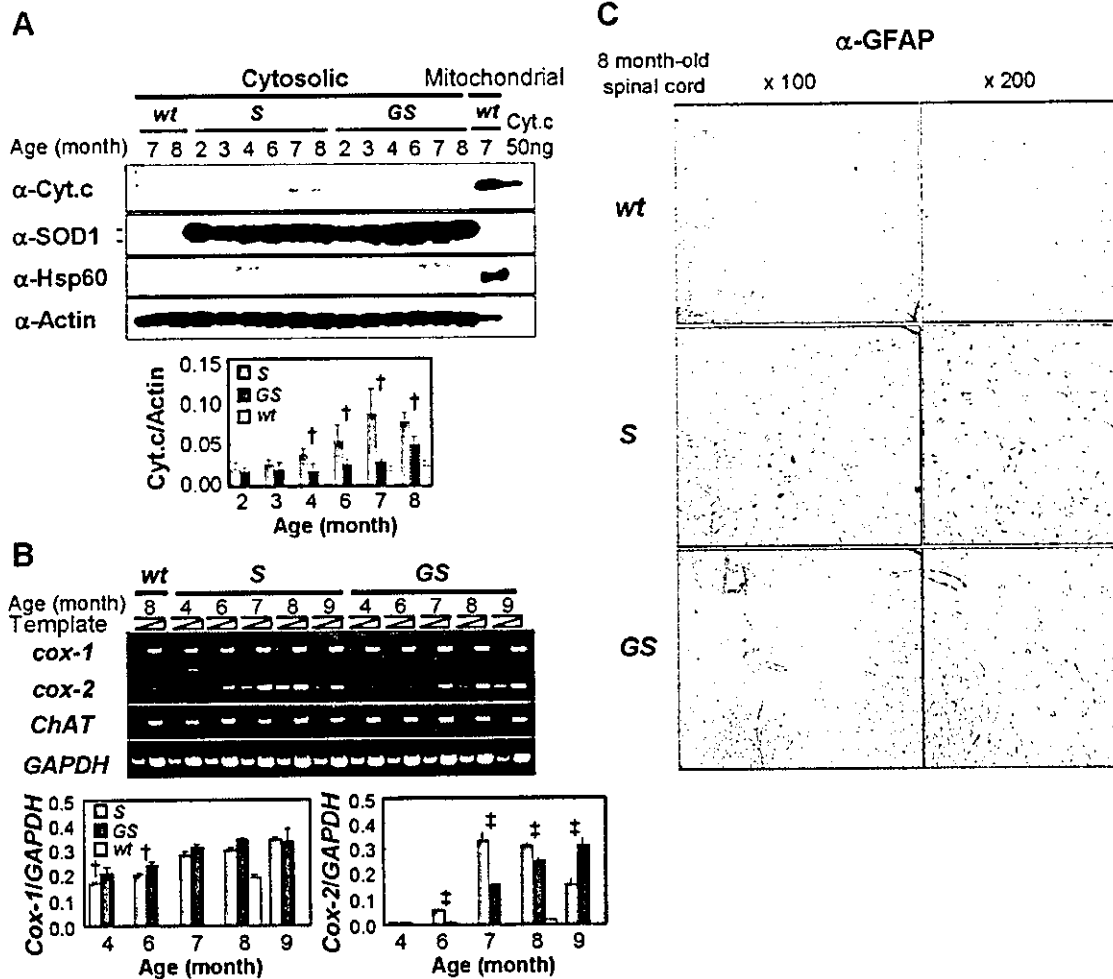 A
Cytosolic Mitochondrial
wt S GS wt Cyt.c
Age (month) 7 8 2 3 4 6 7 8 2 3 4 6 7 8 7 50ng
α-Cyt.c
α-SOD1
α-Hsp60
α-Actin
Cyt.c/Actin
0.15
0.10
0.05
0.00
S
GS
wt
† † † †
2 3 4 6 7 8
Age (month)
B
wt S GS
Age (month) 8 4 6 7 8 9 4 6 7 8 9
Template
cox-1
cox-2
ChAT
GAPDH
Cox-1/GAPDH
0.5
0.4
0.3
0.2
0.1
0.0
S
GS
wt
† †
4 6 7 8 9
Age (month)
Cox-2/GAPDH
0.5
0.4
0.3
0.2
0.1
0.0
‡ ‡ ‡ ‡
4 6 7 8 9
Age (month)
C
α-GFAP
8 month-old
spinal cord x 100 x 200
wt
S
GS